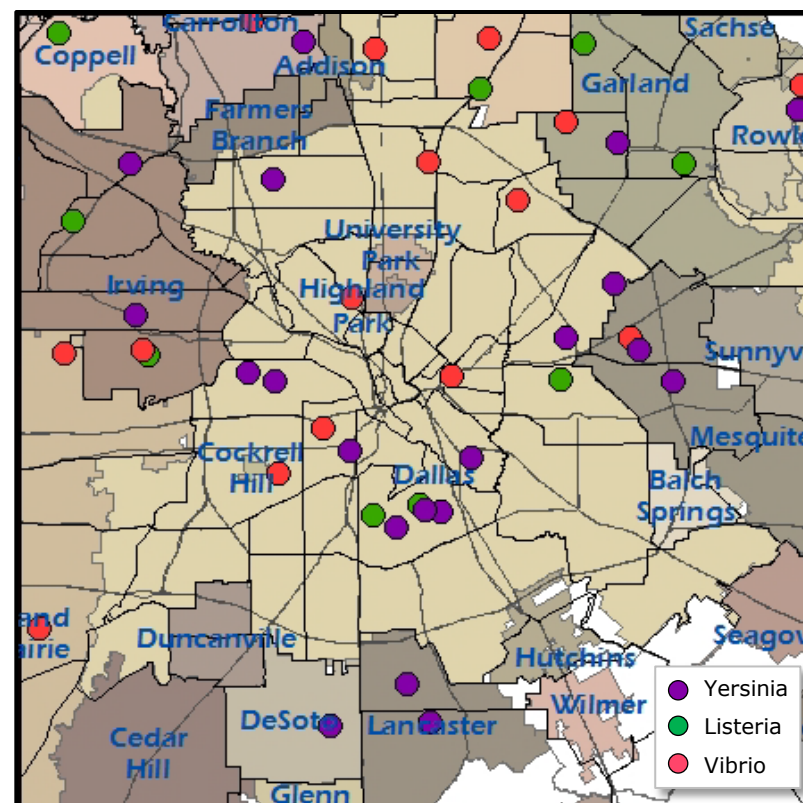 Carrollton
Sachse
Coppell
Addison
Garland
Farmers
Branch
Rowl
University
Park
Irving
Highland
Park
Sunnyv
Mesquite
Cockrell
Hill
Dallas
Balch
Springs
and
airie
Duncanville
Hutchins
Seagov
Yersinia
Listeria
Vibrio
Wilmer
DeSoto
Lancaster
Cedar
Hill
Glenn